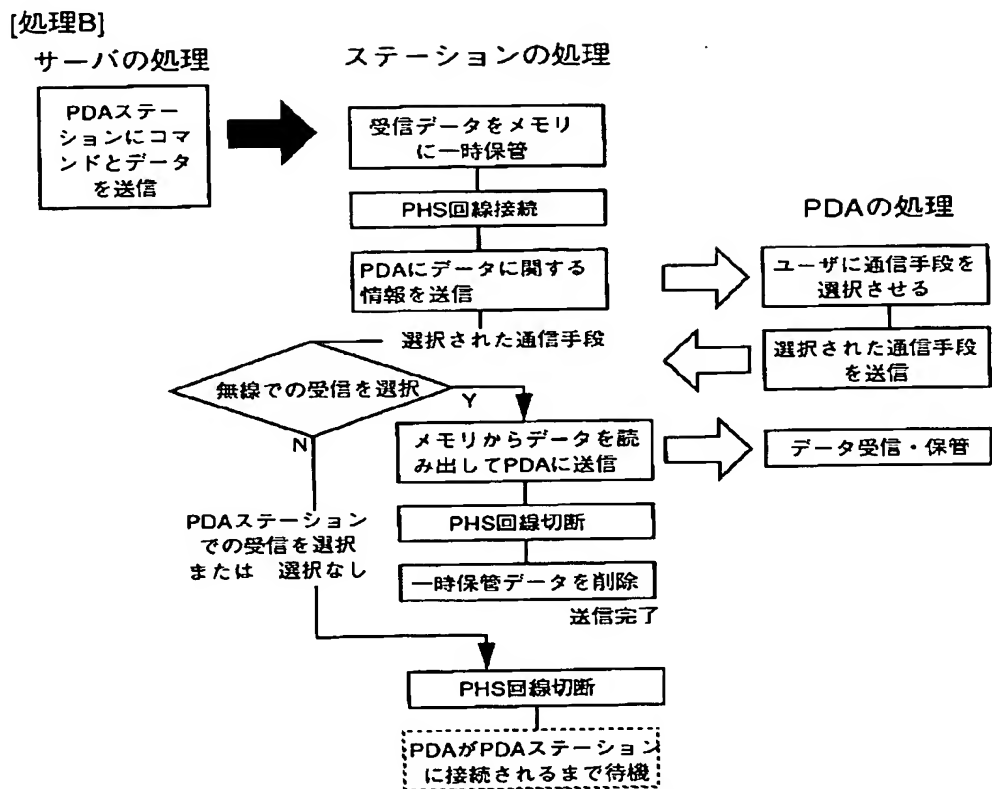 [処理B]
サーバの処理
ステーションの処理
PDAステー
ションにコマ
ンドとデータ
を送信
受信データをメモリ
に一時保管
PHS回線接続
PDAの処理
PDAにデータに関する
情報を送信
ユーザに通信手段を
選択させる
選択された通信手段
選択された通信手段
を送信
無線での受信を選択
Y
N
メモリからデータを読
み出してPDAに送信
データ受信・保管
PHS回線切断
PDAステーション
での受信を選択
または 選択なし
一時保管データを削除
送信完了
PHS回線切断
PDAがPDAステーション
に接続されるまで待機